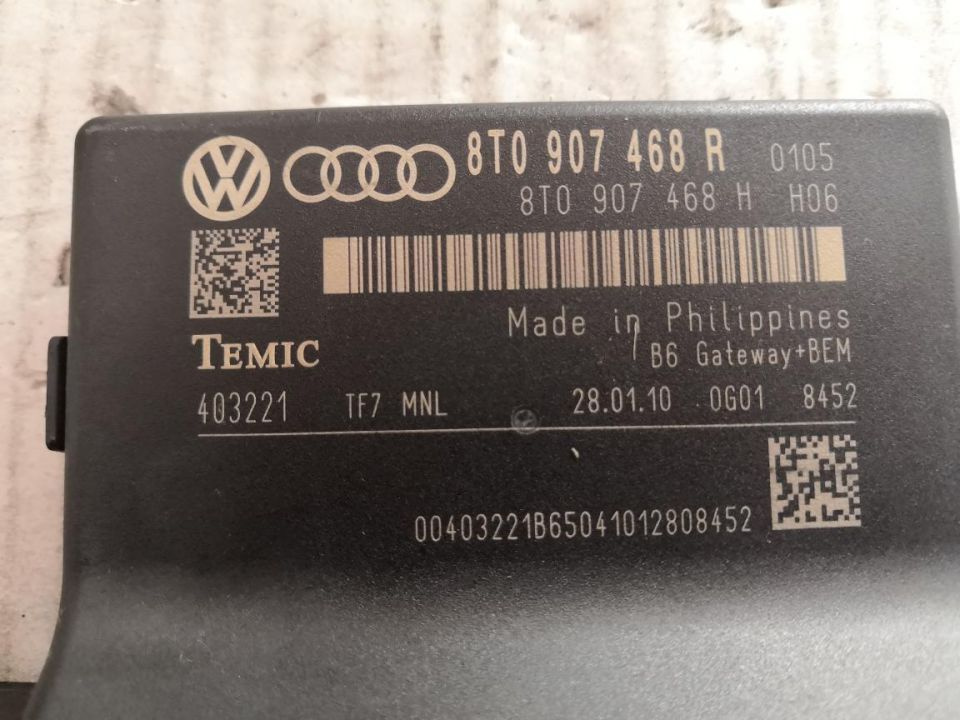 8T0 907 468 R 0105
8T0 907 468 H H06
Made in Philippines
TEMIC
B6 Gateway+BEM
403221 TF7 MNL 28.01.10 0G01 8452
00403221B65041012808452